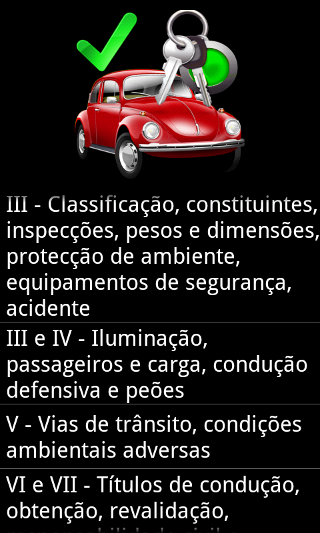 III - Classificação, constituintes,
inspecções, pesos e dimensões,
protecção de ambiente,
equipamentos de segurança,
acidente
III e IV - Iluminação,
passageiros e carga, condução
defensiva e peões
V - Vias de trânsito, condições
ambientais adversas
VI e VII - Títulos de condução,
obtenção, revalidação,